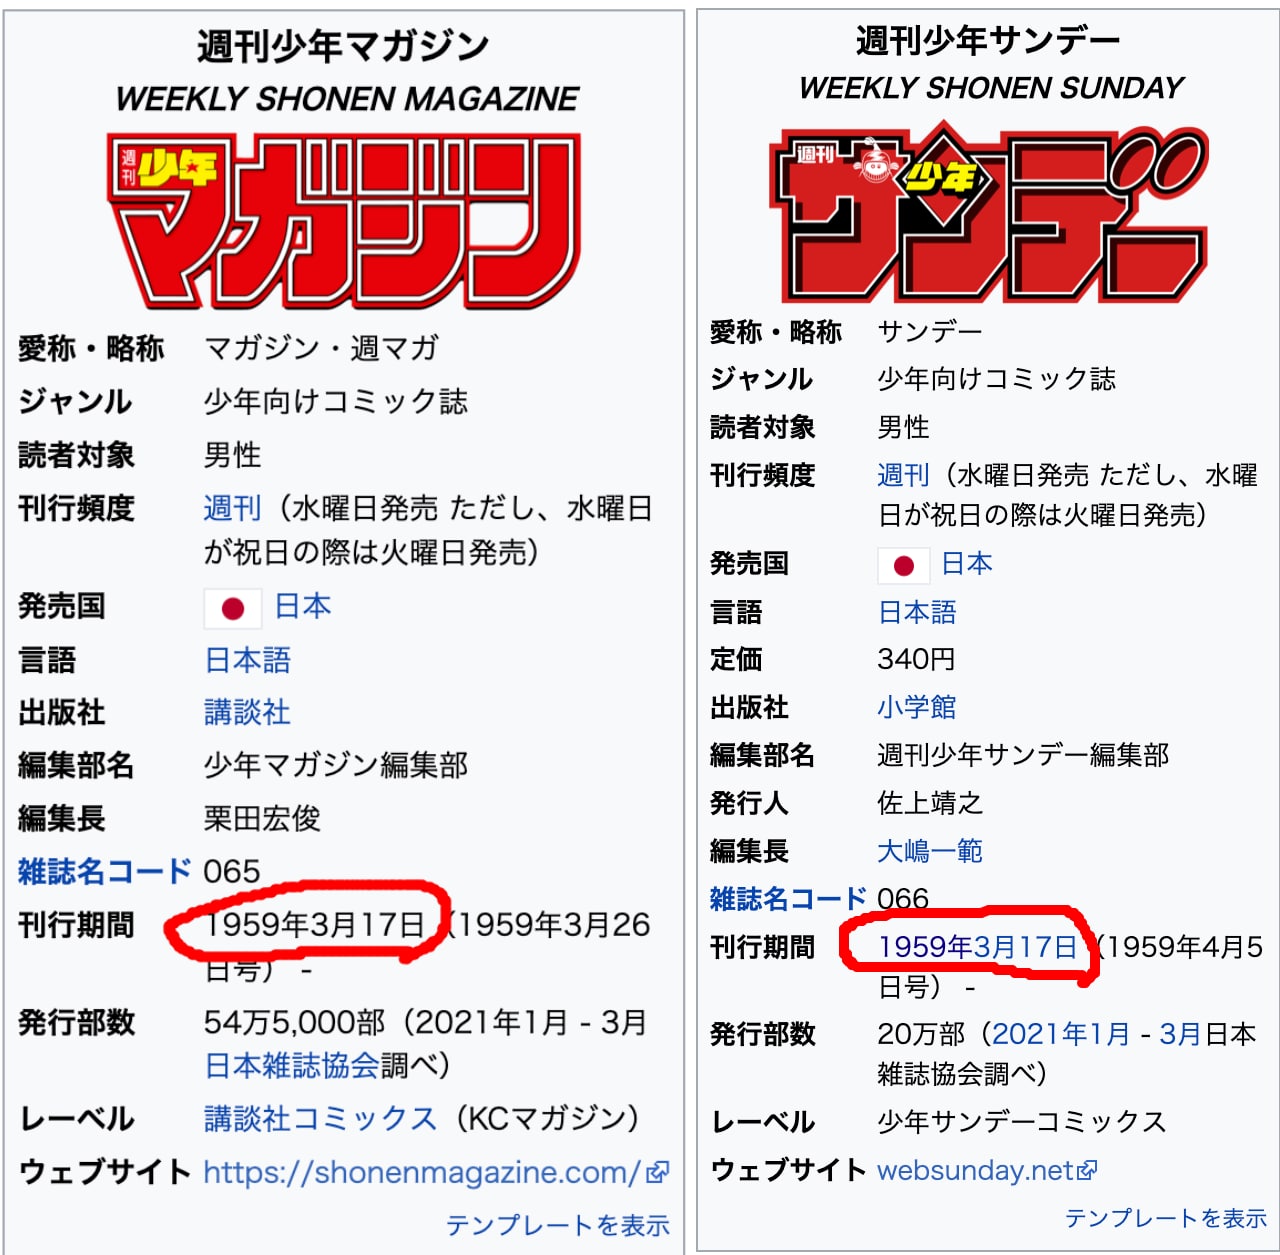 週刊少年マガジン
WEEKLY SHONEN MAGAZINE
週刊少年
マガジン
愛称・略称 マガジン・週マガ
ジャンル 少年向けコミック誌
読者対象 男性
刊行頻度 週刊（水曜日発売 ただし、水曜日
が祝日の際は火曜日発売）
発売国 日本
言語 日本語
出版社 講談社
編集部名 少年マガジン編集部
編集長 栗田宏俊
雑誌名コード 065
刊行期間 1959年3月17日（1959年3月26
日号） -
発行部数 54万5,000部（2021年1月 - 3月
日本雑誌協会調べ）
レーベル 講談社コミックス（KCマガジン）
ウェブサイト https://shonenmagazine.com/
テンプレートを表示
週刊少年サンデー
WEEKLY SHONEN SUNDAY
週刊 少年
サンデー
愛称・略称 サンデー
ジャンル 少年向けコミック誌
読者対象 男性
刊行頻度 週刊（水曜日発売 ただし、水曜
日が祝日の際は火曜日発売）
発売国 日本
言語 日本語
定価 340円
出版社 小学館
編集部名 週刊少年サンデー編集部
発行人 佐上靖之
編集長 大嶋一範
雑誌名コード 066
刊行期間 1959年3月17日（1959年4月5
日号） -
発行部数 20万部（2021年1月 - 3月日本
雑誌協会調べ）
レーベル 少年サンデーコミックス
ウェブサイト websunday.net
テンプレートを表示